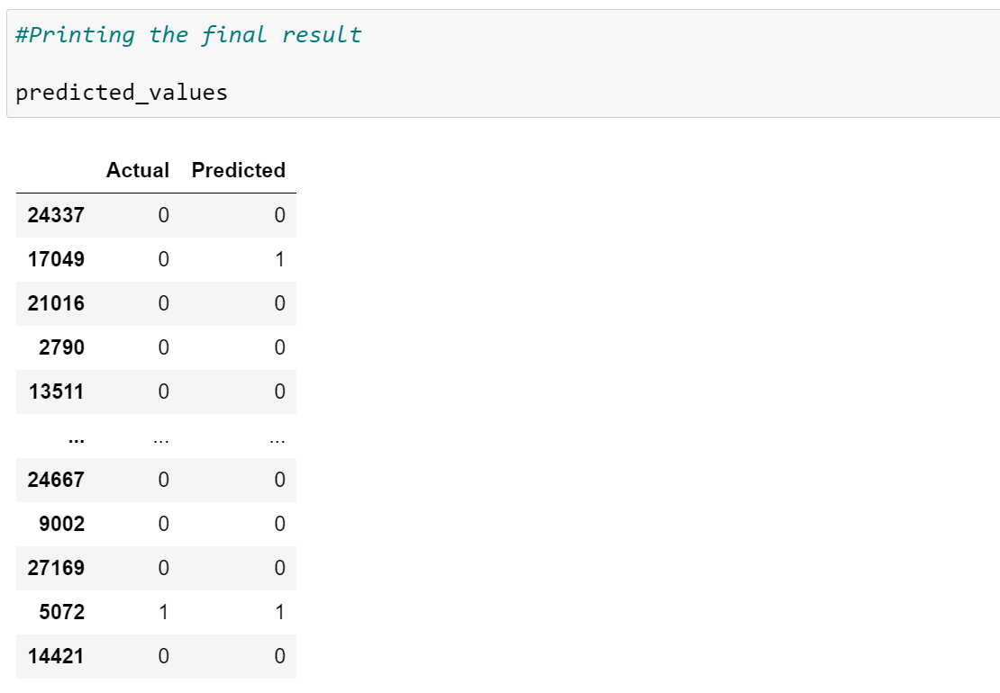 #Printing the final result
predicted_values
Actual Predicted
24337 0 0
17049 0 1
21016 0 0
2790 0 0
13511 0 0
... ... ...
24667 0 0
9002 0 0
27169 0 0
5072 1 1
14421 0 0